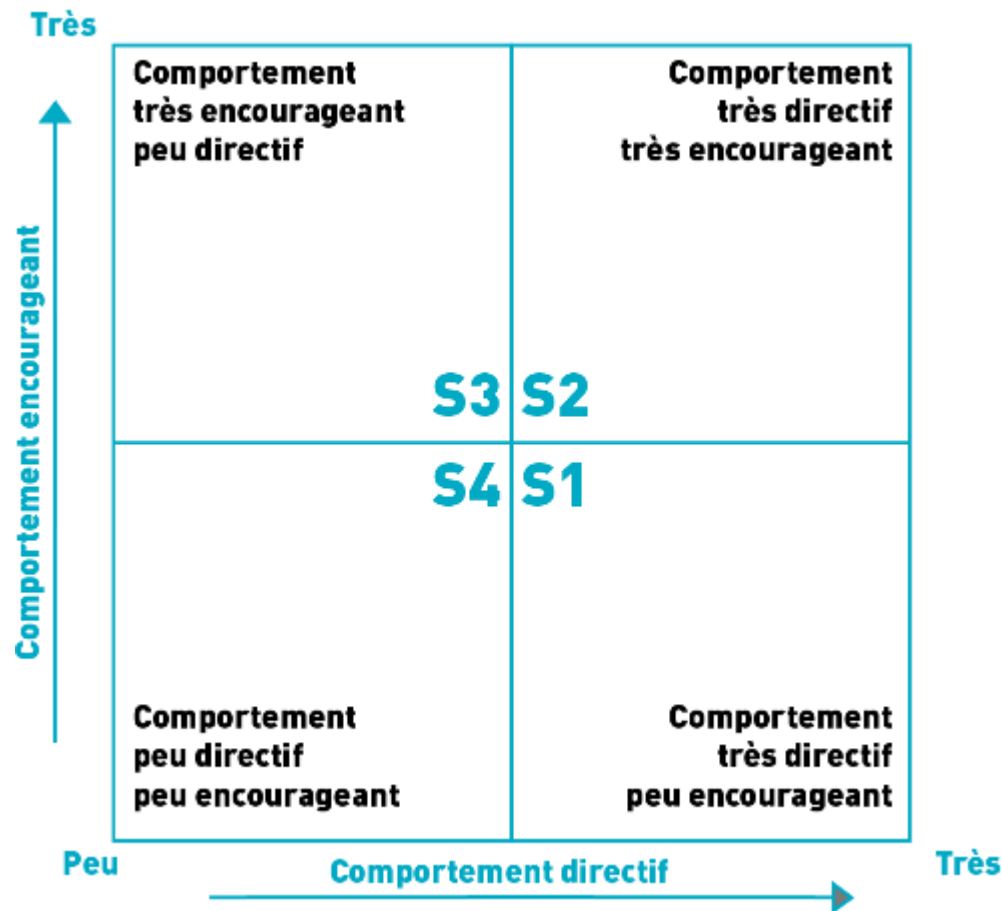 Très
Comportement
très encourageant
peu directif
Comportement
très directif
très encourageant
Comportement encourageant
S3 S2
S4 S1
Comportement
peu directif
peu encourageant
Comportement
très directif
peu encourageant
Peu
Comportement directif
Très